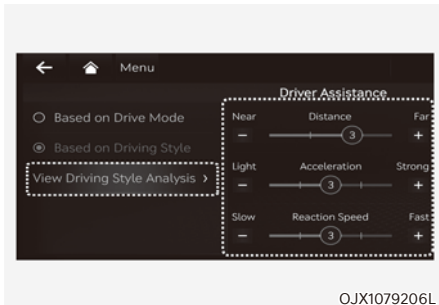 Menu
Driver Assistance
Based on Drive Mode
Based on Driving Style
View Driving Style Analysis >
Near Distance Far
− 3 +
Light Acceleration Strong
− 3 +
Slow Reaction Speed Fast
− 3 +
OJX1079206L